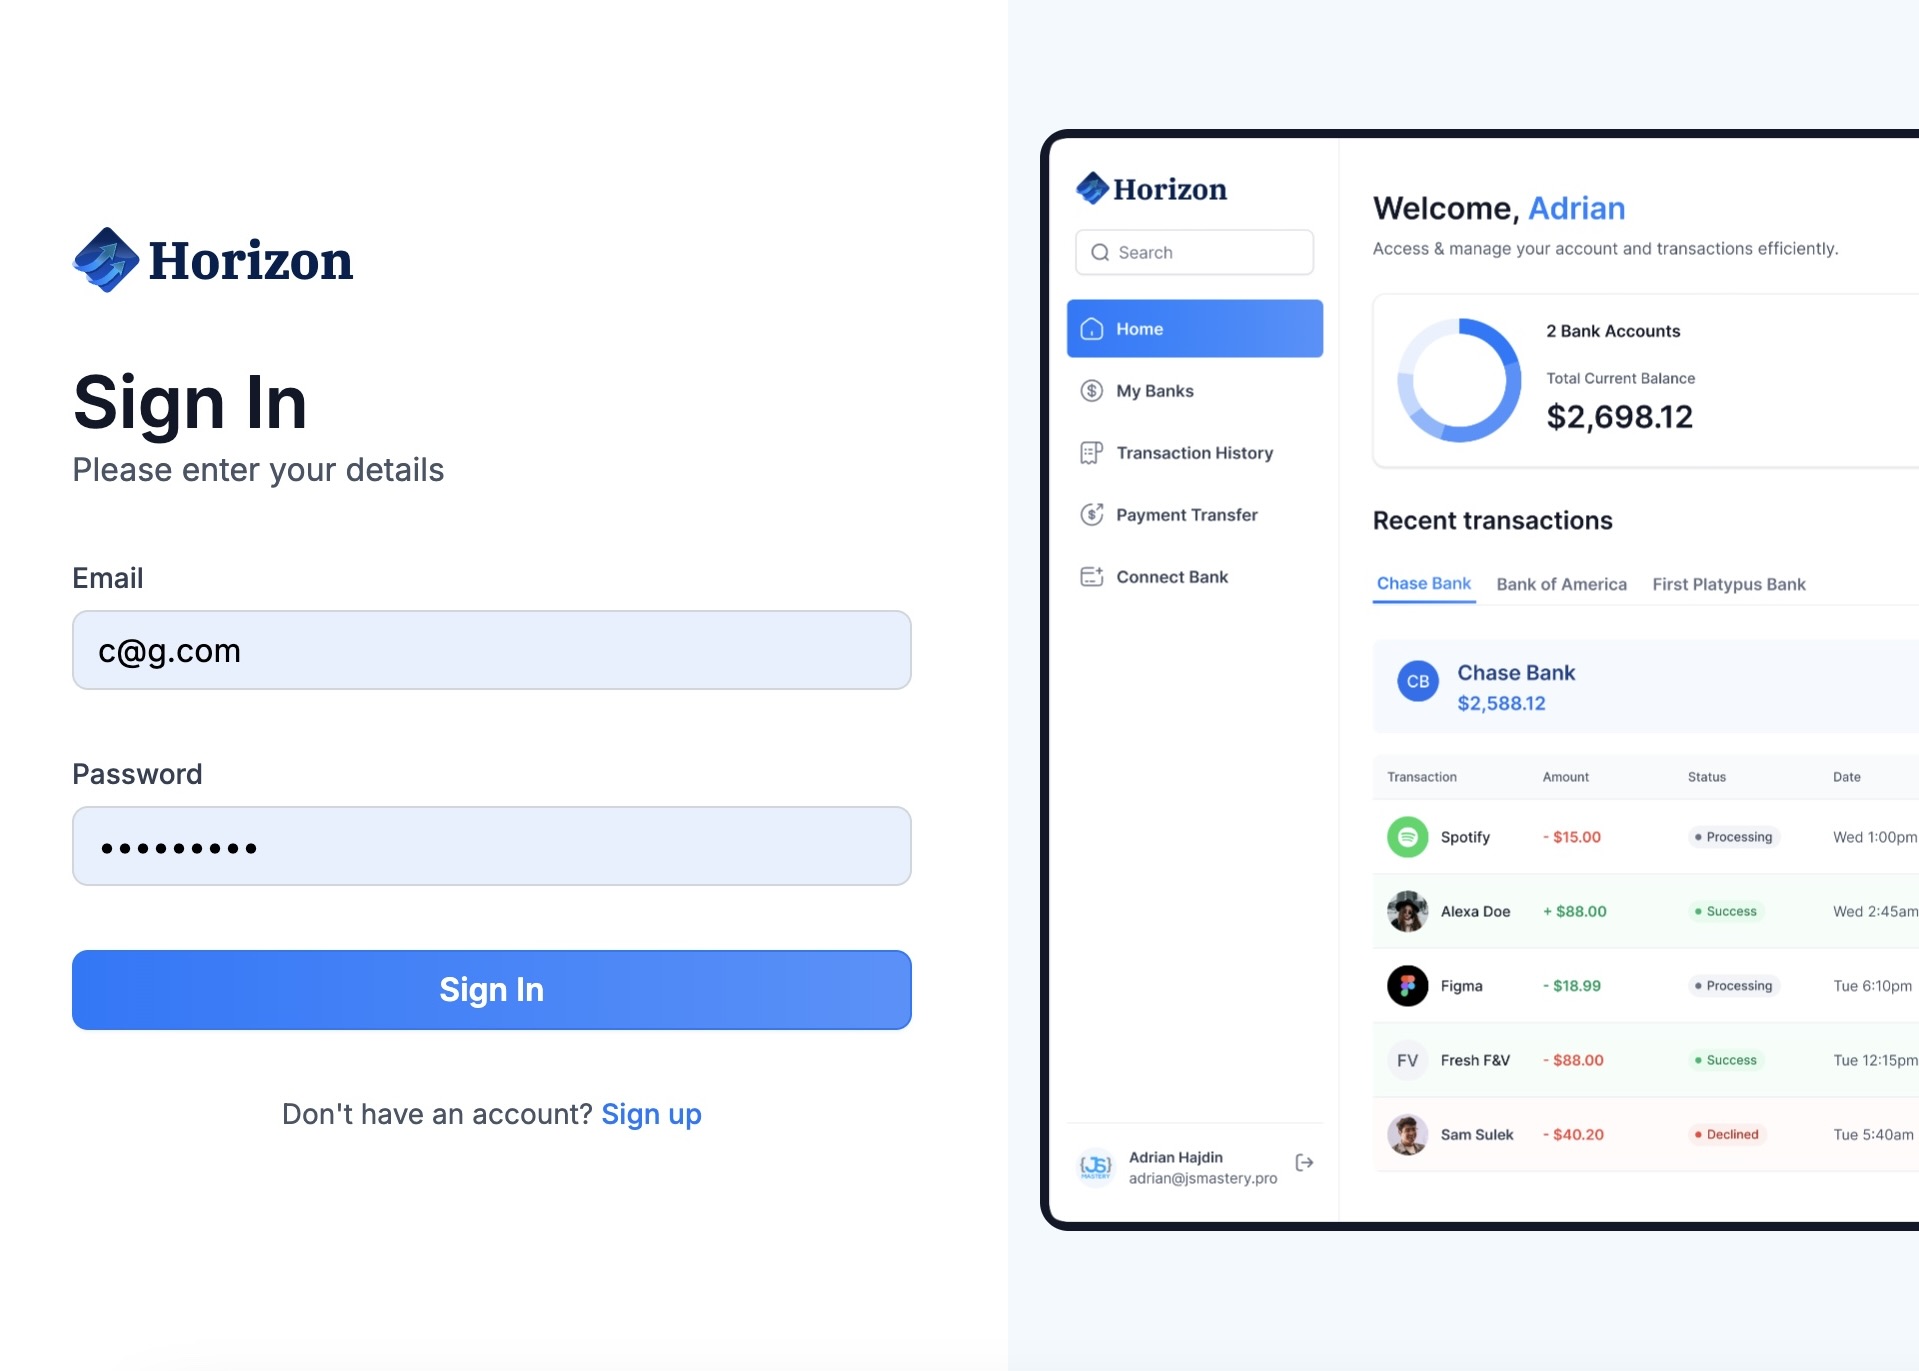 Horizon
Sign In
Please enter your details
Email
c@g.com
Password
•••••••••
Sign In
Don't have an account? Sign up
Horizon
Search
Home
My Banks
Transaction History
Payment Transfer
Connect Bank
{JS}
MASTERY
Adrian Hajdin
adrian@jsmastery.pro
Welcome, Adrian
Access & manage your account and transactions efficiently.
2 Bank Accounts
Total Current Balance
$2,698.12
Recent transactions
Chase Bank Bank of America First Platypus Bank
CB
Chase Bank
$2,588.12
Transaction Amount Status Date
Spotify - $15.00 Processing Wed 1:00pm
Alexa Doe + $88.00 Success Wed 2:45am
Figma - $18.99 Processing Tue 6:10pm
FV Fresh F&V - $88.00 Success Tue 12:15pm
Sam Sulek - $40.20 Declined Tue 5:40am